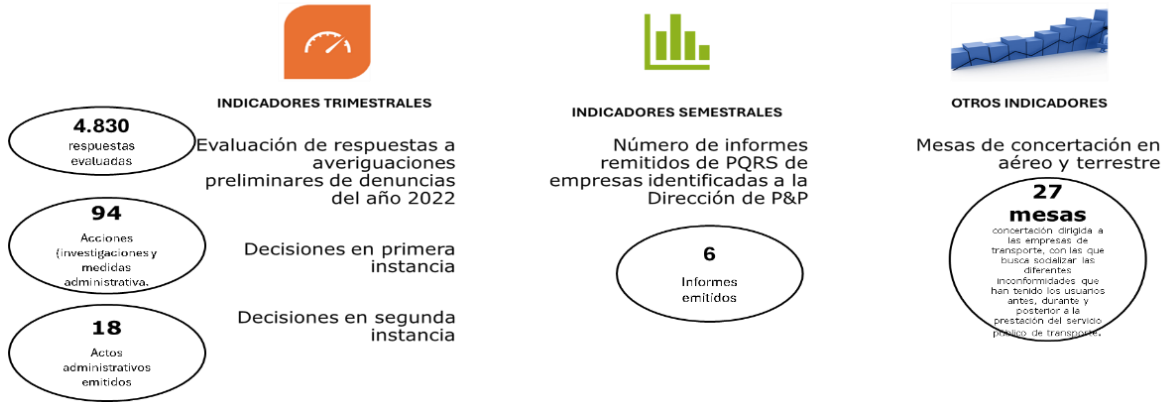 INDICADORES TRIMESTRALES
4.830
respuestas
evaluadas
Evaluación de respuestas a
averiguaciones
preliminares de denuncias
del año 2022
94
Acciones
(investigaciones y
medidas
administrativa.
Decisiones en primera
instancia
18
Actos
administrativos
emitidos
Decisiones en segunda
instancia
INDICADORES SEMESTRALES
Número de informes
remitidos de PQRS de
empresas identificadas a la
Dirección de P&P
6
Informes
emitidos
OTROS INDICADORES
Mesas de concertación en
aéreo y terrestre
27
mesas
concertación dirigida a
las empresas de
transporte, con las que
busca socializar las
diferentes
inconformidades que
han tenido los usuarios
antes, durante y
posterior a la
prestación del servicio
público de transporte.